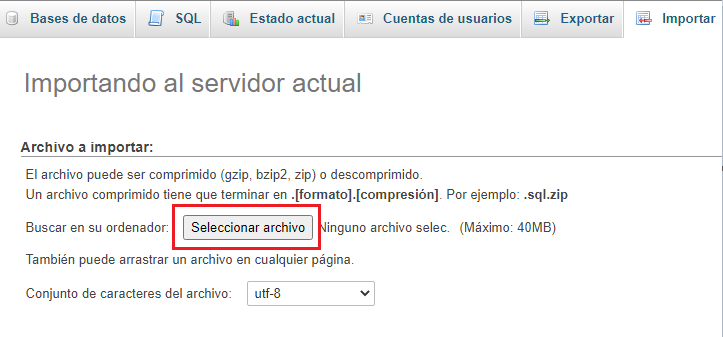 Bases de datos SQL Estado actual Cuentas de usuarios Exportar Importar
Importando al servidor actual
Archivo a importar:
El archivo puede ser comprimido (gzip, bzip2, zip) o descomprimido.
Un archivo comprimido tiene que terminar en .[formato].[compresión]. Por ejemplo: .sql.zip
Buscar en su ordenador: Seleccionar archivo Ninguno archivo selec. (Máximo: 40MB)
También puede arrastrar un archivo en cualquier página.
Conjunto de caracteres del archivo: utf-8